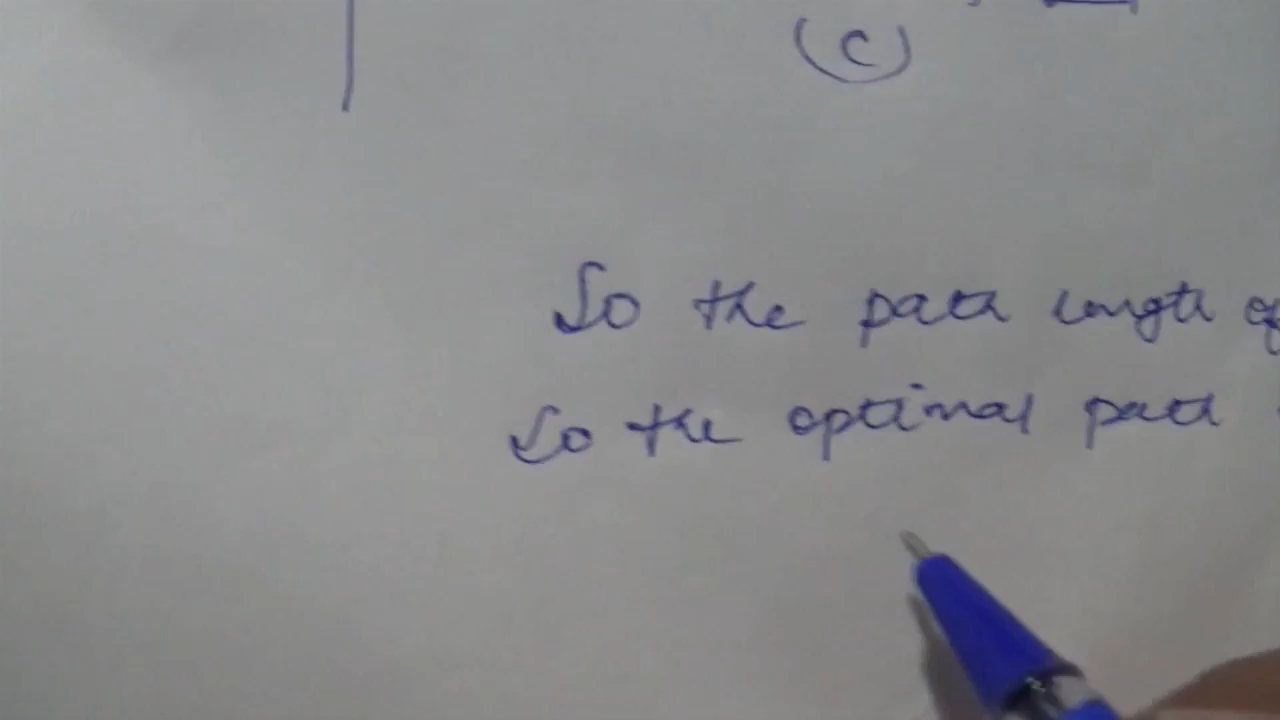 (c)
So the path length of
So the optimal path